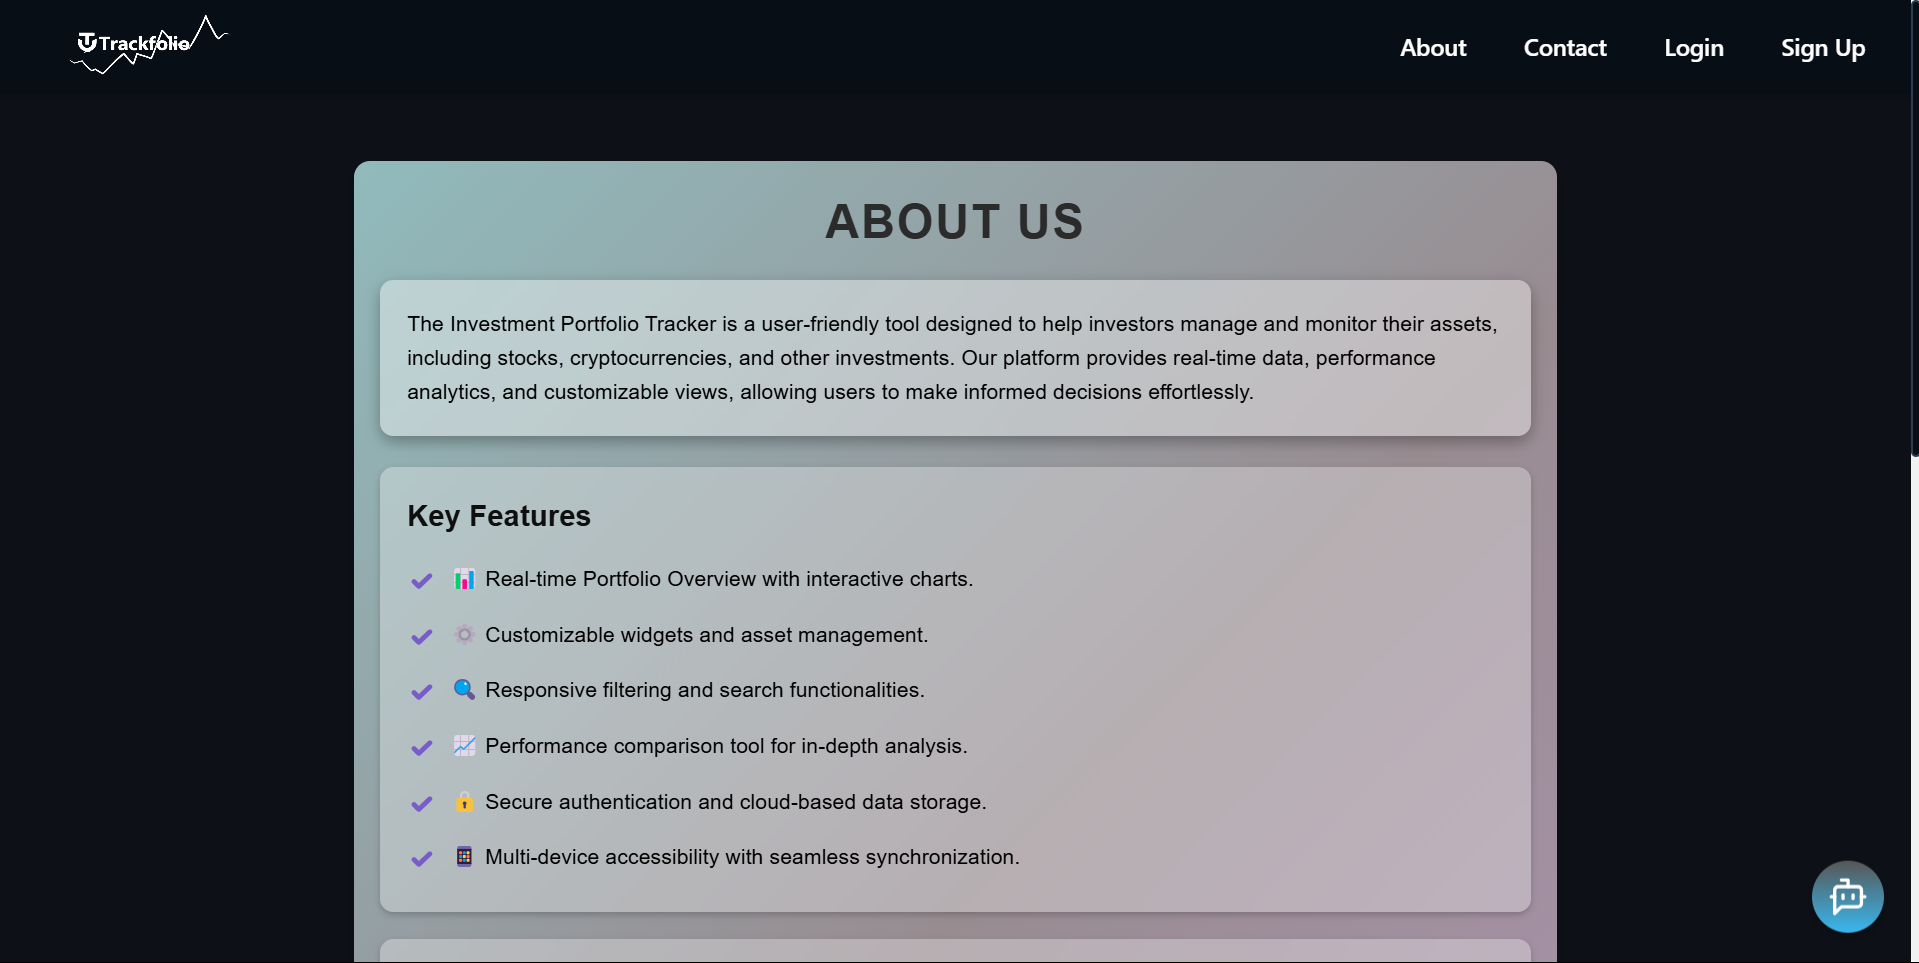 Trackfolio
About
Contact
Login
Sign Up
ABOUT US
The Investment Portfolio Tracker is a user-friendly tool designed to help investors manage and monitor their assets,
including stocks, cryptocurrencies, and other investments. Our platform provides real-time data, performance
analytics, and customizable views, allowing users to make informed decisions effortlessly.
Key Features
Real-time Portfolio Overview with interactive charts.
Customizable widgets and asset management.
Responsive filtering and search functionalities.
Performance comparison tool for in-depth analysis.
Secure authentication and cloud-based data storage.
Multi-device accessibility with seamless synchronization.